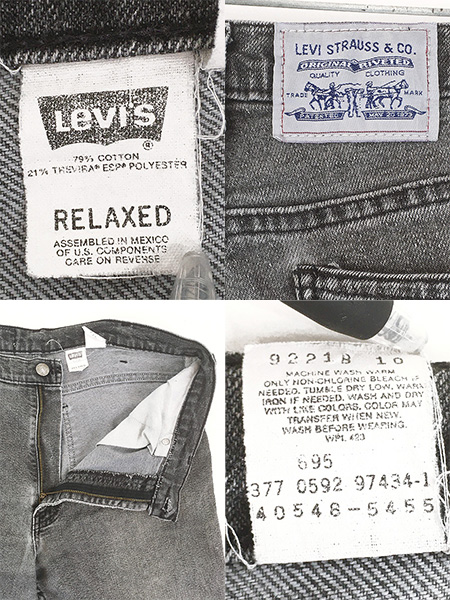 LEVI'S
®
79% COTTON
21% TREVIRA® ESP® POLYESTER
RELAXED
ASSEMBLED IN MEXICO
OF U.S. COMPONENTS
CARE ON REVERSE
LEVI STRAUSS & CO.
ORIGINAL RIVETED
QUALITY CLOTHING
TRADE MARK
PATENTED MAY 20 1873
9221B 10
MACHINE WASH WARM
ONLY NON-CHLORINE BLEACH IF
NEEDED. TUMBLE DRY LOW, WARM
IRON IF NEEDED. WASH AND DRY
WITH LIKE COLORS. COLOR MAY
TRANSFER WHEN NEW.
WASH BEFORE WEARING.
WPL 423
695
377 0592 97434-1
40548-5455